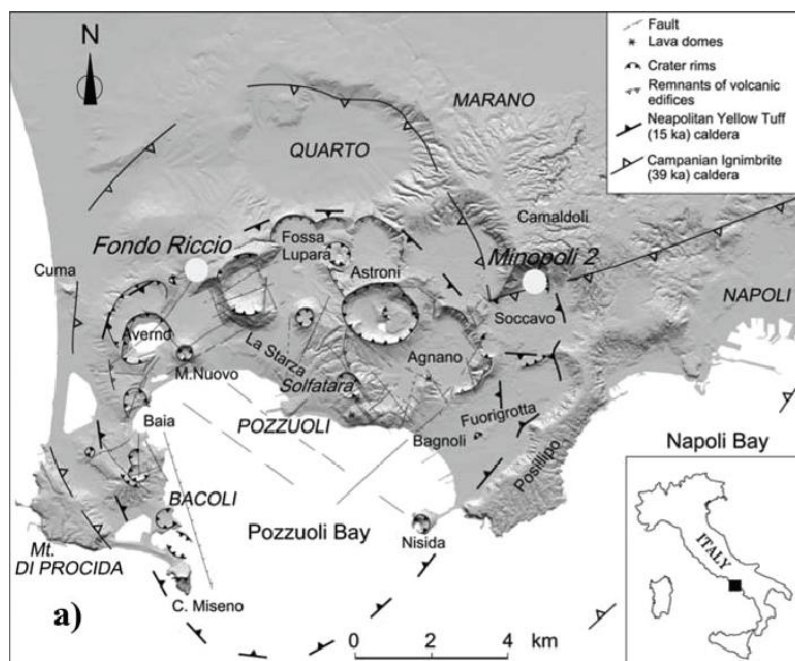 N
Fault
Lava domes
Crater rims
Remnants of volcanic
edifices
Neapolitan Yellow Tuff
(15 ka) caldera
Campanian Ignimbrite
(39 ka) caldera
MARANO
QUARTO
Camaldoli
Fondo Riccio
Fossa
Lupara
Minopoli 2
Cuma
Astroni
NAPOLI
Soccavo
Averno
La Starza
Agnano
M.Nuovo
Solfatara
Fuorigrotta
Baia
POZZUOLI
Bagnoli
Posillipo
Napoli Bay
BACOLI
Pozzuoli Bay
Nisida
Mt.
DI PROCIDA
ITALY
a)
C. Miseno
0 2 4 km